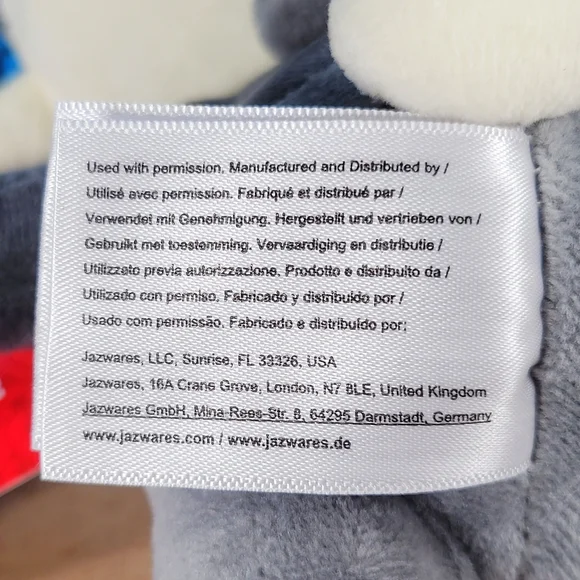 Used with permission. Manufactured and Distributed by /
Utilisé avec permission. Fabriqué et distribué par /
Verwendet mit Genehmigung. Hergestellt und vertrieben von /
Gebruikt met toestemming. Vervaardiging en distributie /
Utilizzato previa autorizzazione. Prodotto e distribuito da /
Utilizado con permiso. Fabricado y distribuido por /
Usado com permissão. Fabricado e distribuído por:
Jazwares, LLC, Sunrise, FL 33326, USA
Jazwares, 16A Crane Grove, London, N7 8LE, United Kingdom
Jazwares GmbH, Mina-Rees-Str. 8, 64295 Darmstadt, Germany
www.jazwares.com / www.jazwares.de